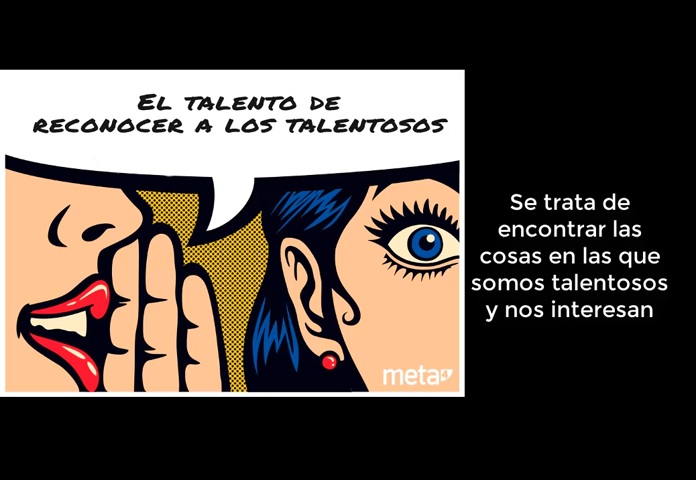 El talento de
reconocer a los talentosos
Se trata de
encontrar las
cosas en las que
somos talentosos
y nos interesan
meta4